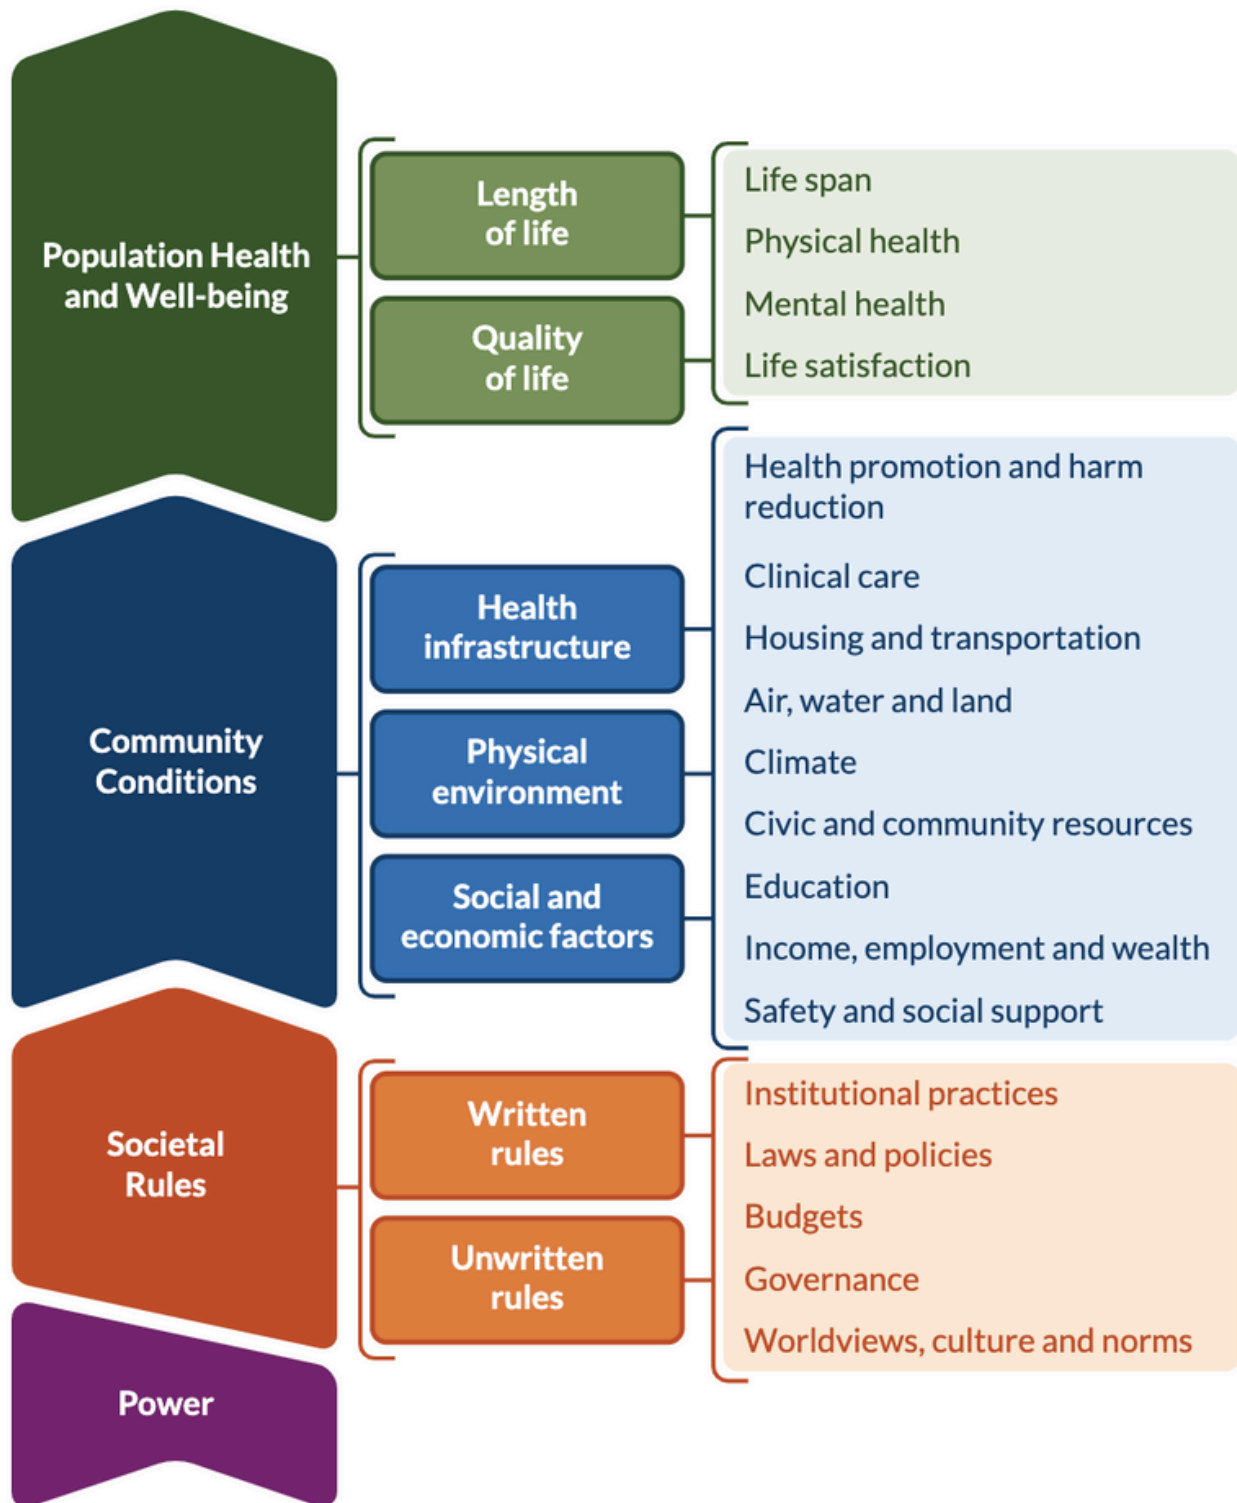 Population Health
and Well-being
Length
of life
Quality
of life
Life span
Physical health
Mental health
Life satisfaction
Community
Conditions
Health
infrastructure
Physical
environment
Social and
economic factors
Health promotion and harm
reduction
Clinical care
Housing and transportation
Air, water and land
Climate
Civic and community resources
Education
Income, employment and wealth
Safety and social support
Societal
Rules
Written
rules
Unwritten
rules
Institutional practices
Laws and policies
Budgets
Governance
Worldviews, culture and norms
Power